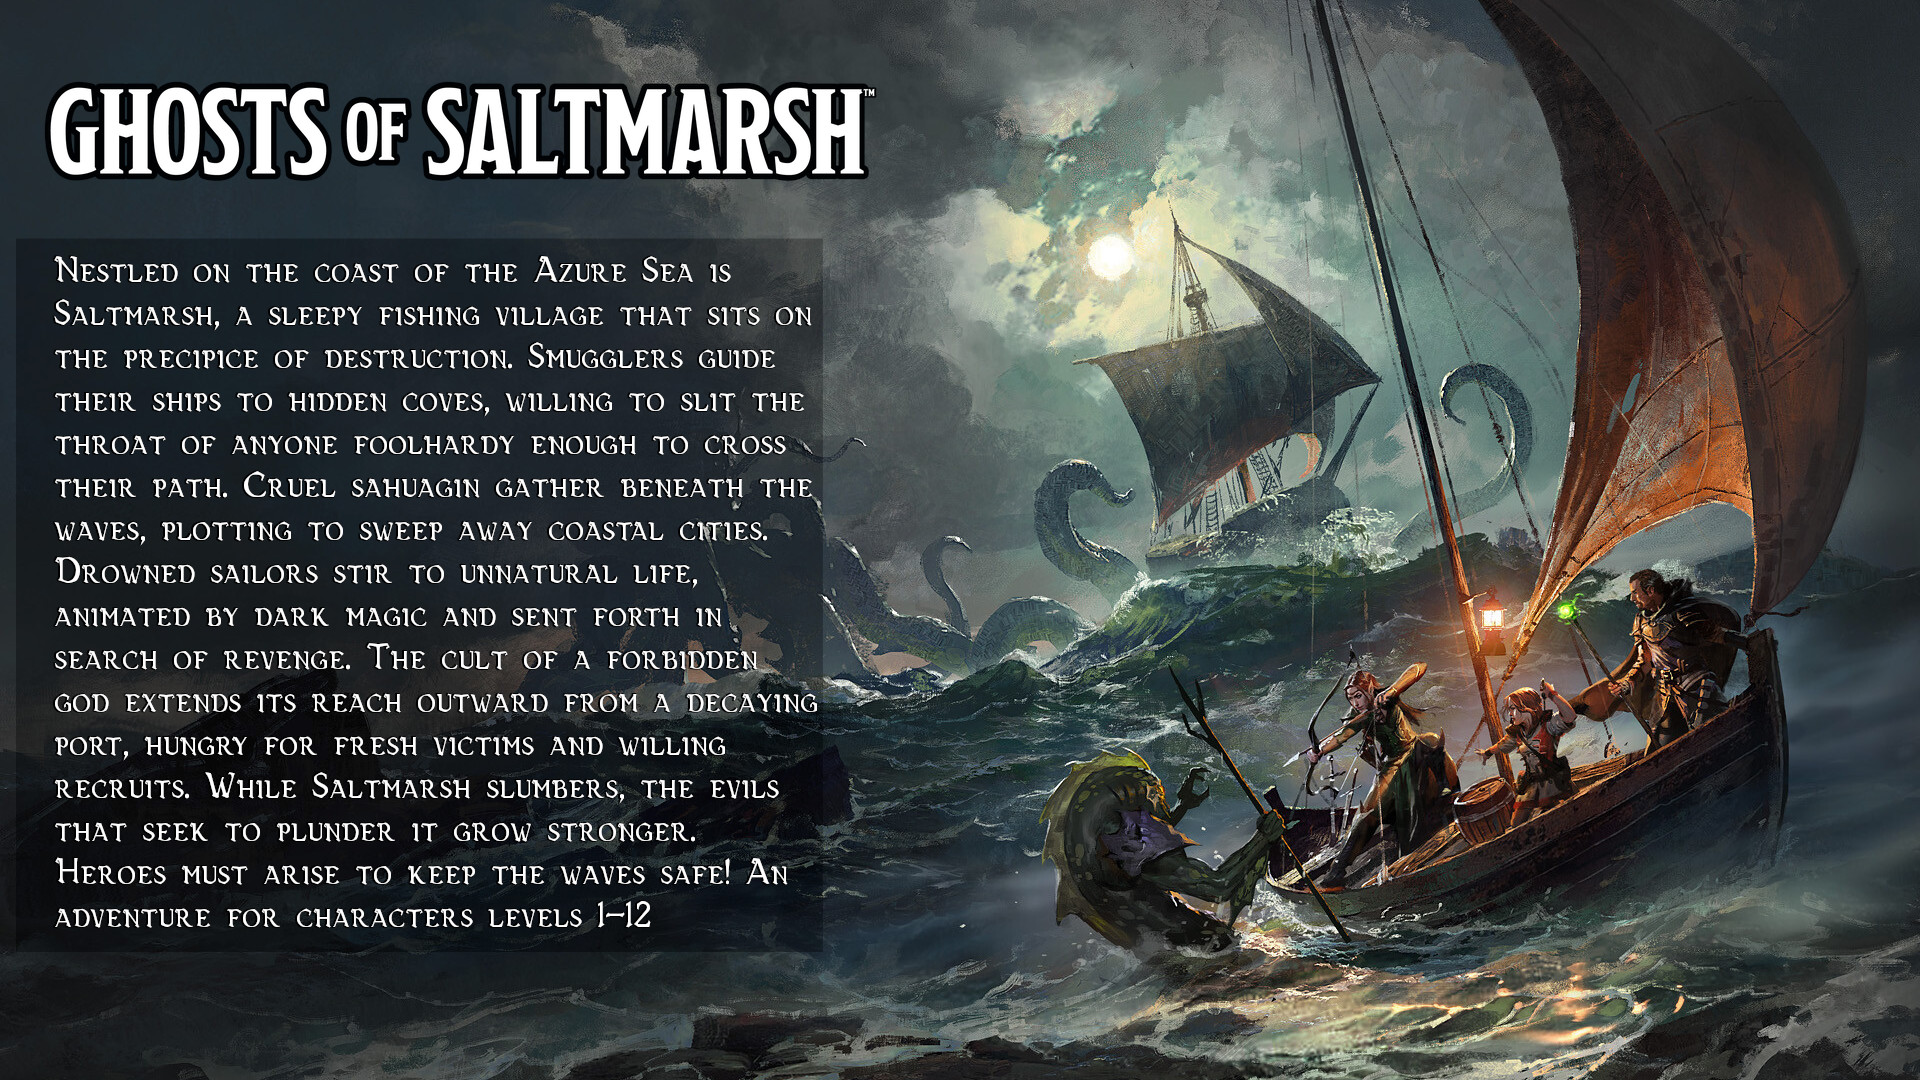 GHOSTS OF SALTMARSH™
Nestled on the coast of the Azure Sea is
Saltmarsh, a sleepy fishing village that sits on
the precipice of destruction. Smugglers guide
their ships to hidden coves, willing to slit the
throat of anyone foolhardy enough to cross
their path. Cruel sahuagin gather beneath the
waves, plotting to sweep away coastal cities.
Drowned sailors stir to unnatural life,
animated by dark magic and sent forth in
search of revenge. The cult of a forbidden
god extends its reach outward from a decaying
port, hungry for fresh victims and willing
recruits. While Saltmarsh slumbers, the evils
that seek to plunder it grow stronger.
Heroes must arise to keep the waves safe! An
adventure for characters levels 1–12